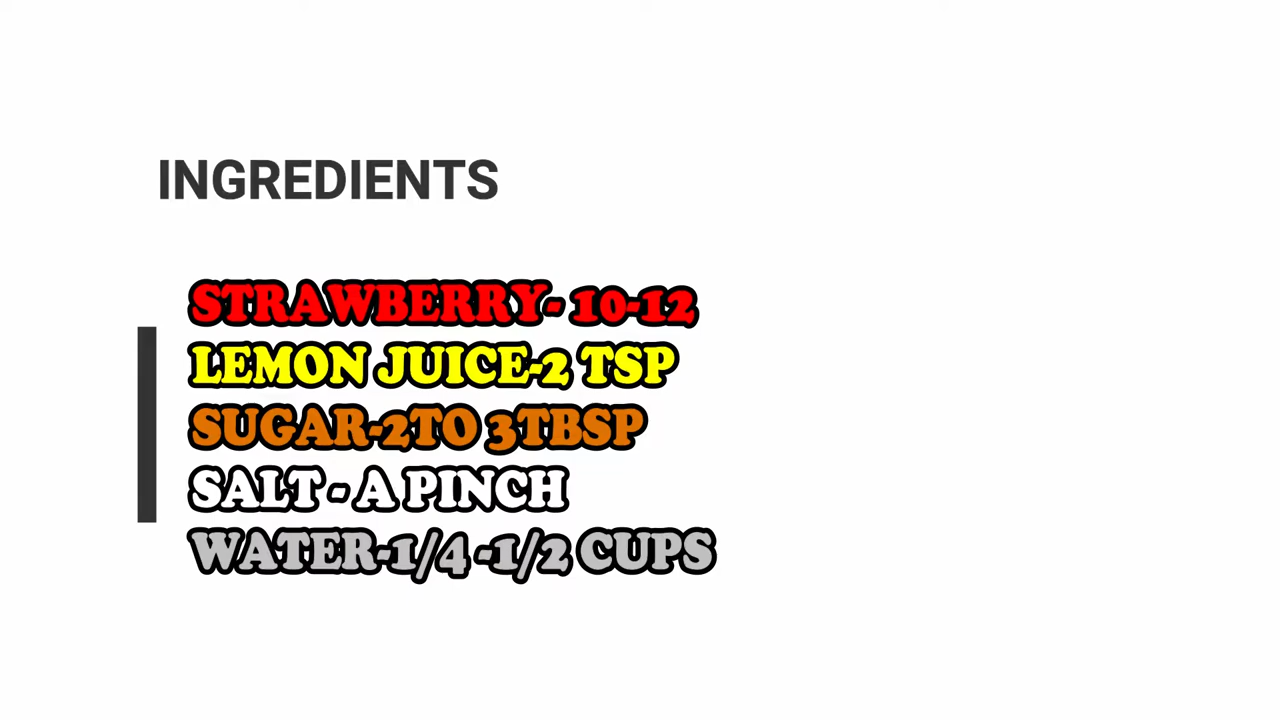 INGREDIENTS
STRAWBERRY- 10-12
LEMON JUICE-2 TSP
SUGAR-2TO 3TBSP
SALT - A PINCH
WATER-1/4 -1/2 CUPS